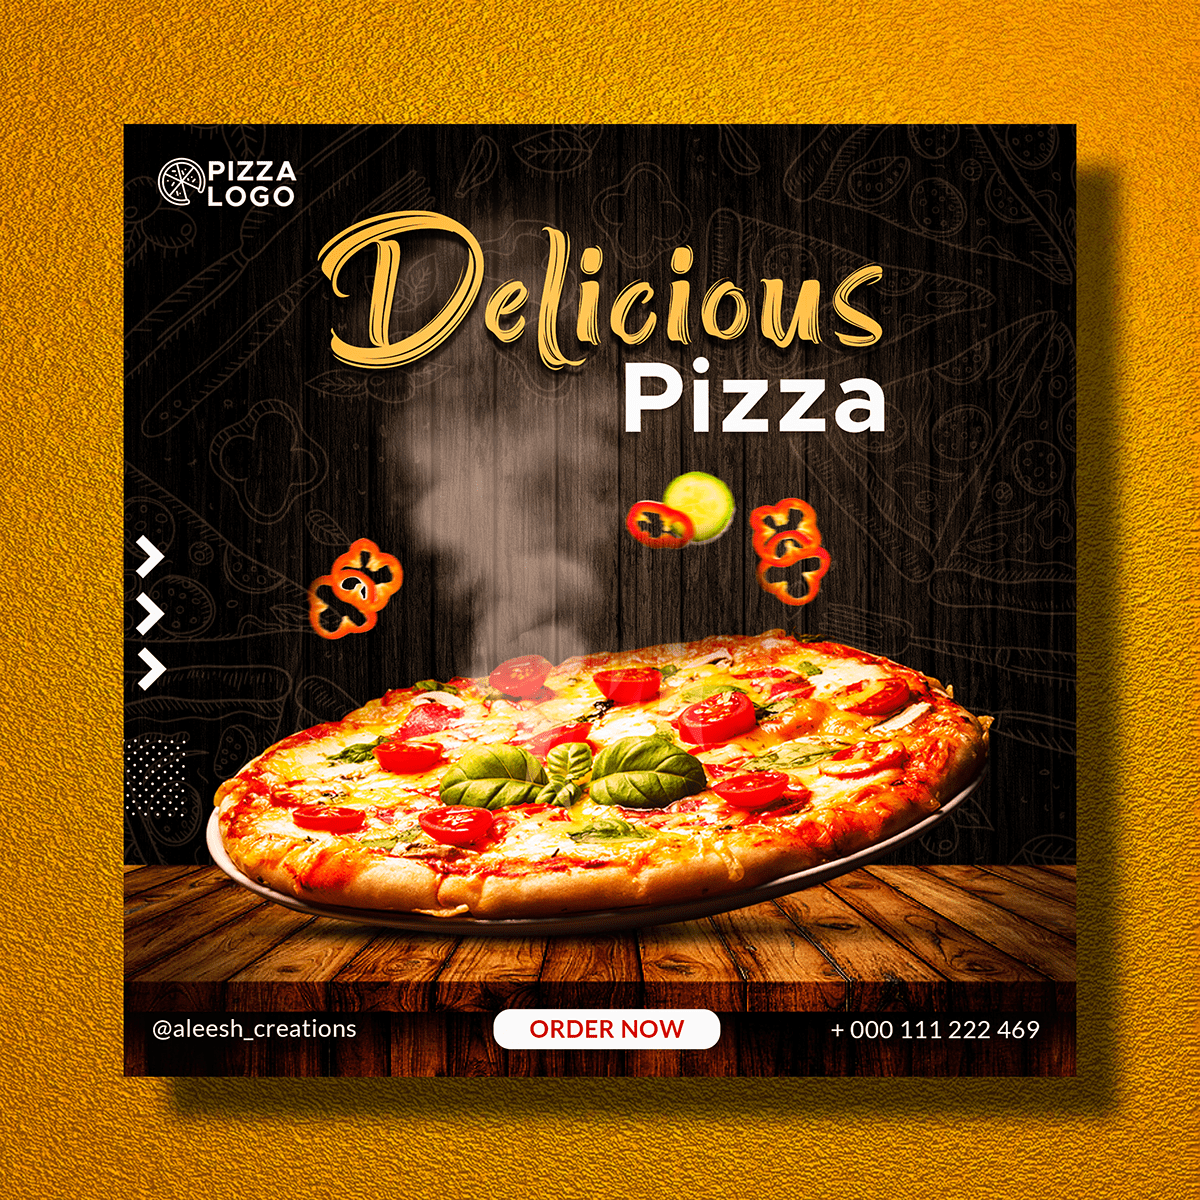 PIZZA
LOGO
Delicious
Pizza
@aleesh_creations
ORDER NOW
+ 000 111 222 469